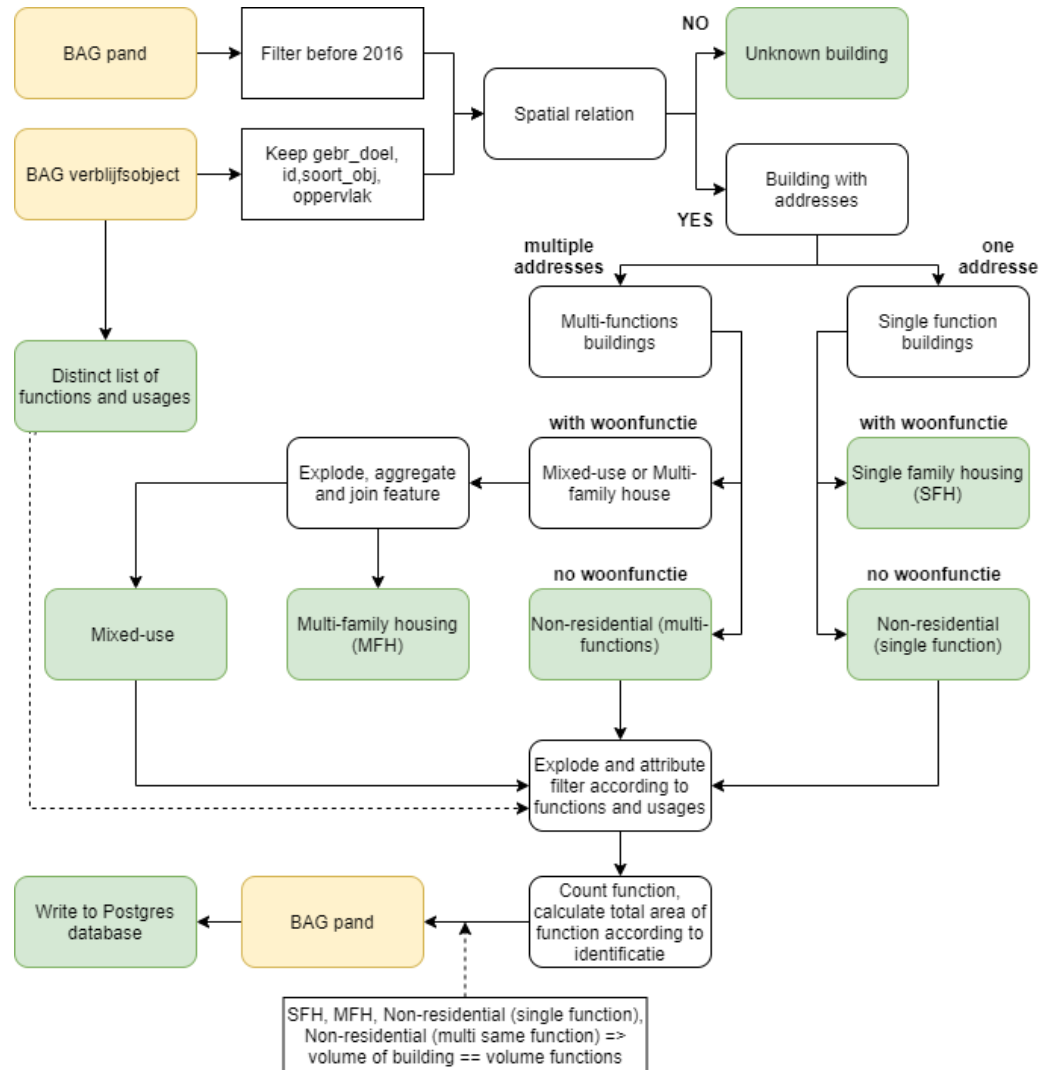 BAG pand
Filter before 2016
NO
Unknown building
Spatial relation
BAG verblijfsobject
Keep gebr_doel,
id,soort_obj,
oppervlak
Building with
addresses
YES
multiple
addresses
one
addresse
Multi-functions
buildings
Single function
buildings
Distinct list of
functions and usages
with woonfunctie
with woonfunctie
Explode, aggregate
and join feature
Mixed-use or Multi-
family house
Single family housing
(SFH)
no woonfunctie
no woonfunctie
Mixed-use
Multi-family housing
(MFH)
Non-residential (multi-
functions)
Non-residential
(single function)
Explode and attribute
filter according to
functions and usages
Write to Postgres
database
BAG pand
Count function,
calculate total area of
function according to
identificatie
SFH, MFH, Non-residential (single function),
Non-residential (multi same function) =>
volume of building == volume functions